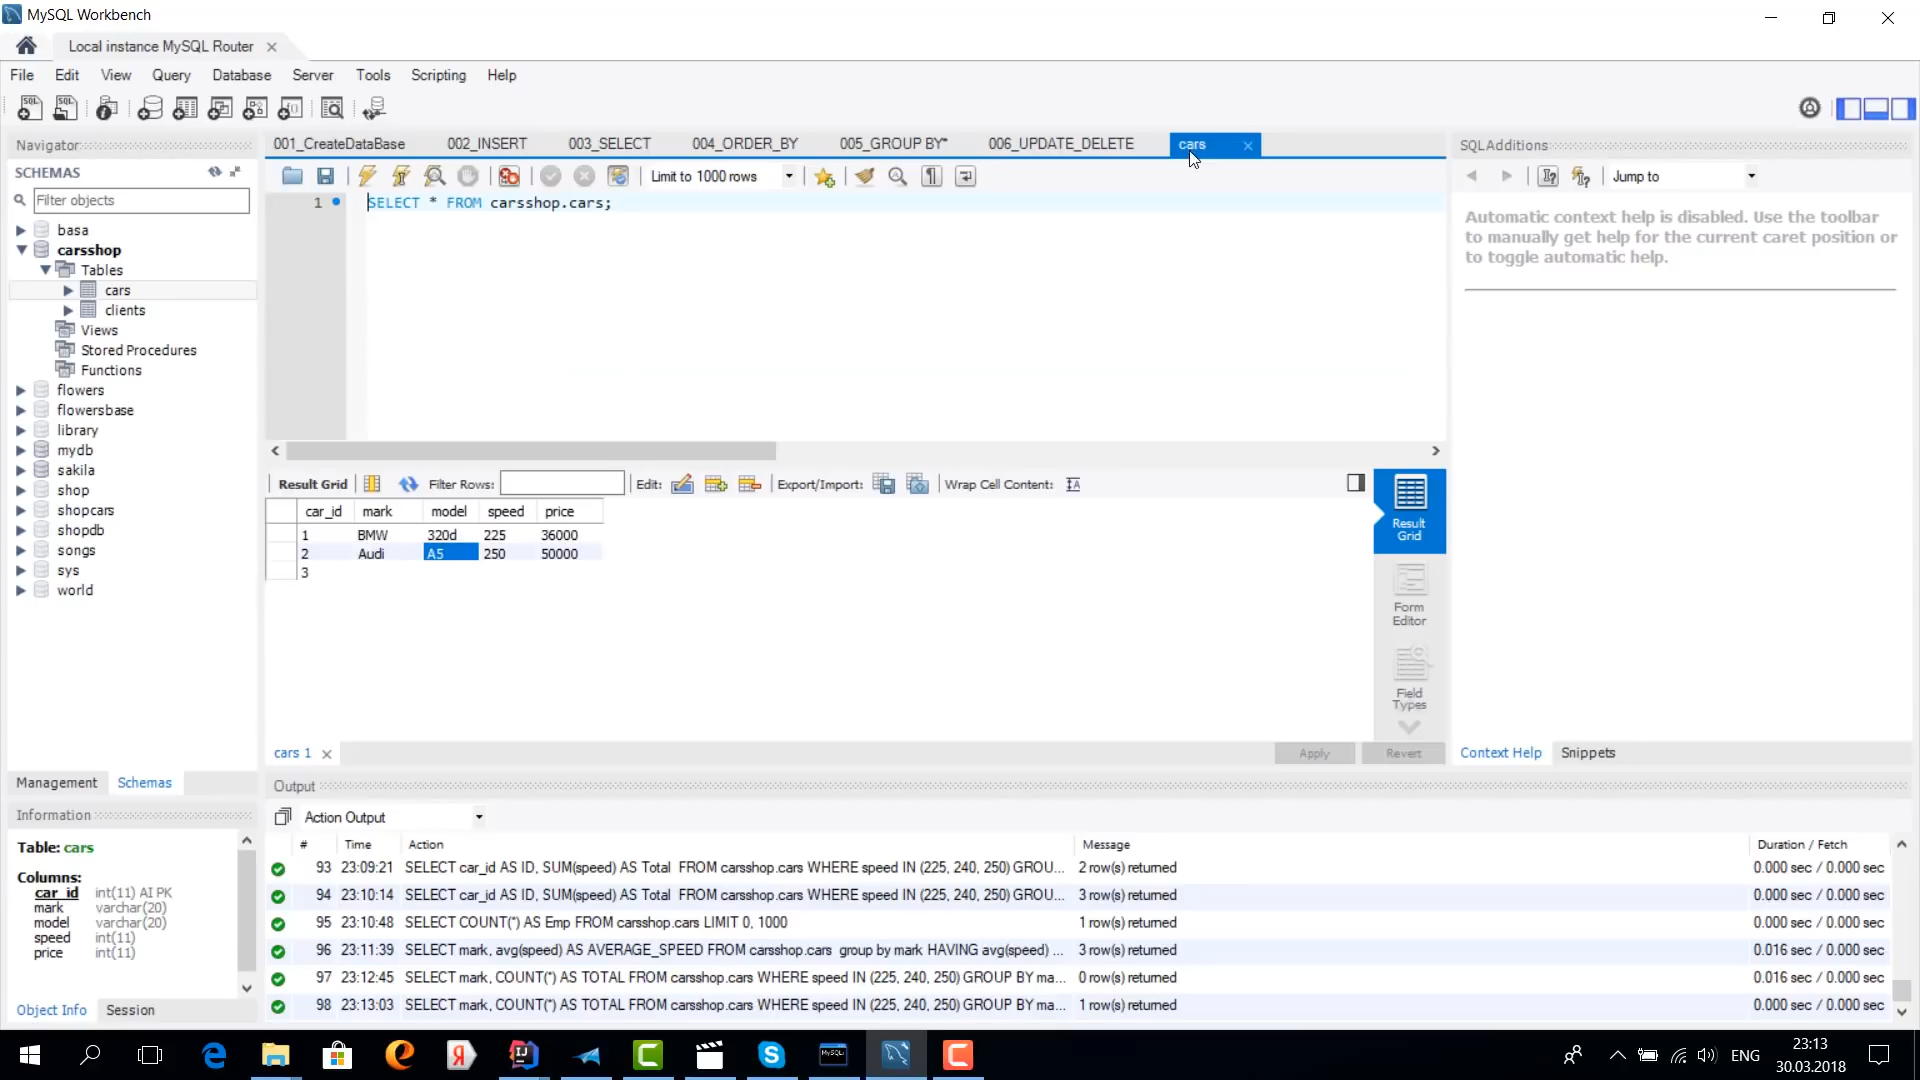 MySQL Workbench
Local instance MySQL Router
File Edit View Query Database Server Tools Scripting Help
Navigator
SCHEMAS
Filter objects
basa
carsshop
Tables
cars
clients
Views
Stored Procedures
Functions
flowers
flowersbase
library
mydb
sakila
shop
shopcars
shopdb
songs
sys
world
Management Schemas
Information
Table: cars
Columns:
car_id int(11) AI PK
mark varchar(20)
model varchar(20)
speed int(11)
price int(11)
Object Info Session
001_CreateDataBase 002_INSERT 003_SELECT 004_ORDER_BY 005_GROUP BY* 006_UPDATE_DELETE cars
Limit to 1000 rows
1 SELECT * FROM carsshop.cars;
Result Grid Filter Rows: Edit: Export/Import: Wrap Cell Content:
car_id mark model speed price
1 BMW 320d 225 36000
2 Audi A5 250 50000
3
Result Grid
Form Editor
Field Types
cars 1
Apply Revert
SQLAdditions
Jump to
Automatic context help is disabled. Use the toolbar
to manually get help for the current caret position or
to toggle automatic help.
Context Help Snippets
Output
Action Output
# Time Action Message Duration / Fetch
93 23:09:21 SELECT car_id AS ID, SUM(speed) AS Total FROM carsshop.cars WHERE speed IN (225, 240, 250) GROU... 2 row(s) returned 0.000 sec / 0.000 sec
94 23:10:14 SELECT car_id AS ID, SUM(speed) AS Total FROM carsshop.cars WHERE speed IN (225, 240, 250) GROU... 3 row(s) returned 0.000 sec / 0.000 sec
95 23:10:48 SELECT COUNT(*) AS Emp FROM carsshop.cars LIMIT 0, 1000 1 row(s) returned 0.000 sec / 0.000 sec
96 23:11:39 SELECT mark, avg(speed) AS AVERAGE_SPEED FROM carsshop.cars group by mark HAVING avg(speed) ... 3 row(s) returned 0.016 sec / 0.000 sec
97 23:12:45 SELECT mark, COUNT(*) AS TOTAL FROM carsshop.cars WHERE speed IN (225, 240, 250) GROUP BY ma... 0 row(s) returned 0.016 sec / 0.000 sec
98 23:13:03 SELECT mark, COUNT(*) AS TOTAL FROM carsshop.cars WHERE speed IN (225, 240, 250) GROUP BY ma... 1 row(s) returned 0.000 sec / 0.000 sec
ENG
23:13
30.03.2018